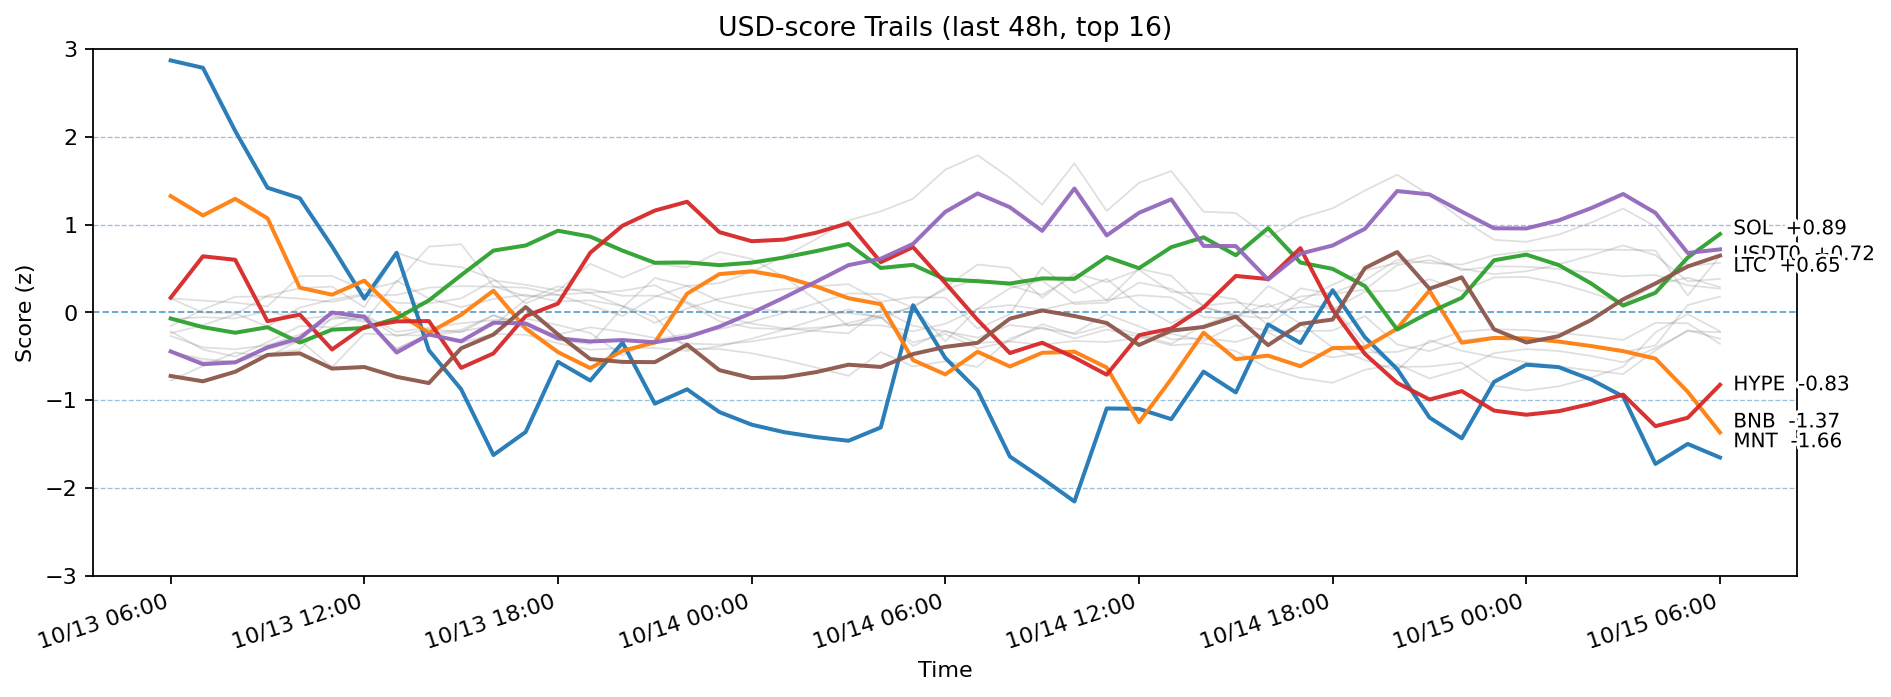 USD-score Trails (last 48h, top 16)
Score (z)
3
2
1
0
−1
−2
−3
SOL +0.89
USDT0 +0.72
LTC +0.65
HYPE -0.83
BNB -1.37
MNT -1.66
10/13 06:00
10/13 12:00
10/13 18:00
10/14 00:00
10/14 06:00
10/14 12:00
10/14 18:00
10/15 00:00
10/15 06:00
Time